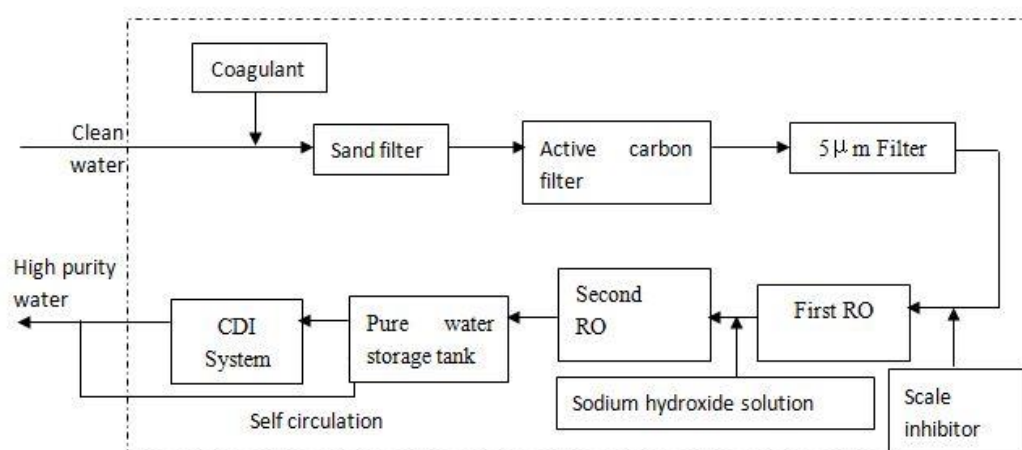 Coagulant
Clean
water
Sand filter
Active carbon
filter
5μm Filter
High purity
water
CDI
System
Pure water
storage tank
Second
RO
First RO
Self circulation
Sodium hydroxide solution
Scale
inhibitor